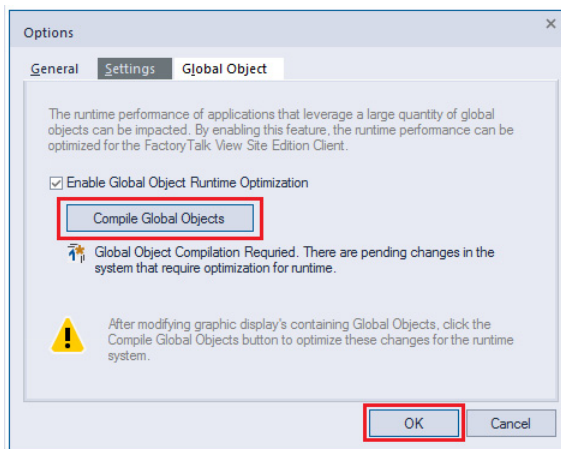 Options
General Settings Global Object
The runtime performance of applications that leverage a large quantity of global
objects can be impacted. By enabling this feature, the runtime performance can be
optimized for the FactoryTalk View Site Edition Client.
Enable Global Object Runtime Optimization
Compile Global Objects
Global Object Compilation Requried. There are pending changes in the
system that require optimization for runtime.
After modifying graphic display's containing Global Objects, click the
Compile Global Objects button to optimize these changes for the runtime
system.
OK Cancel